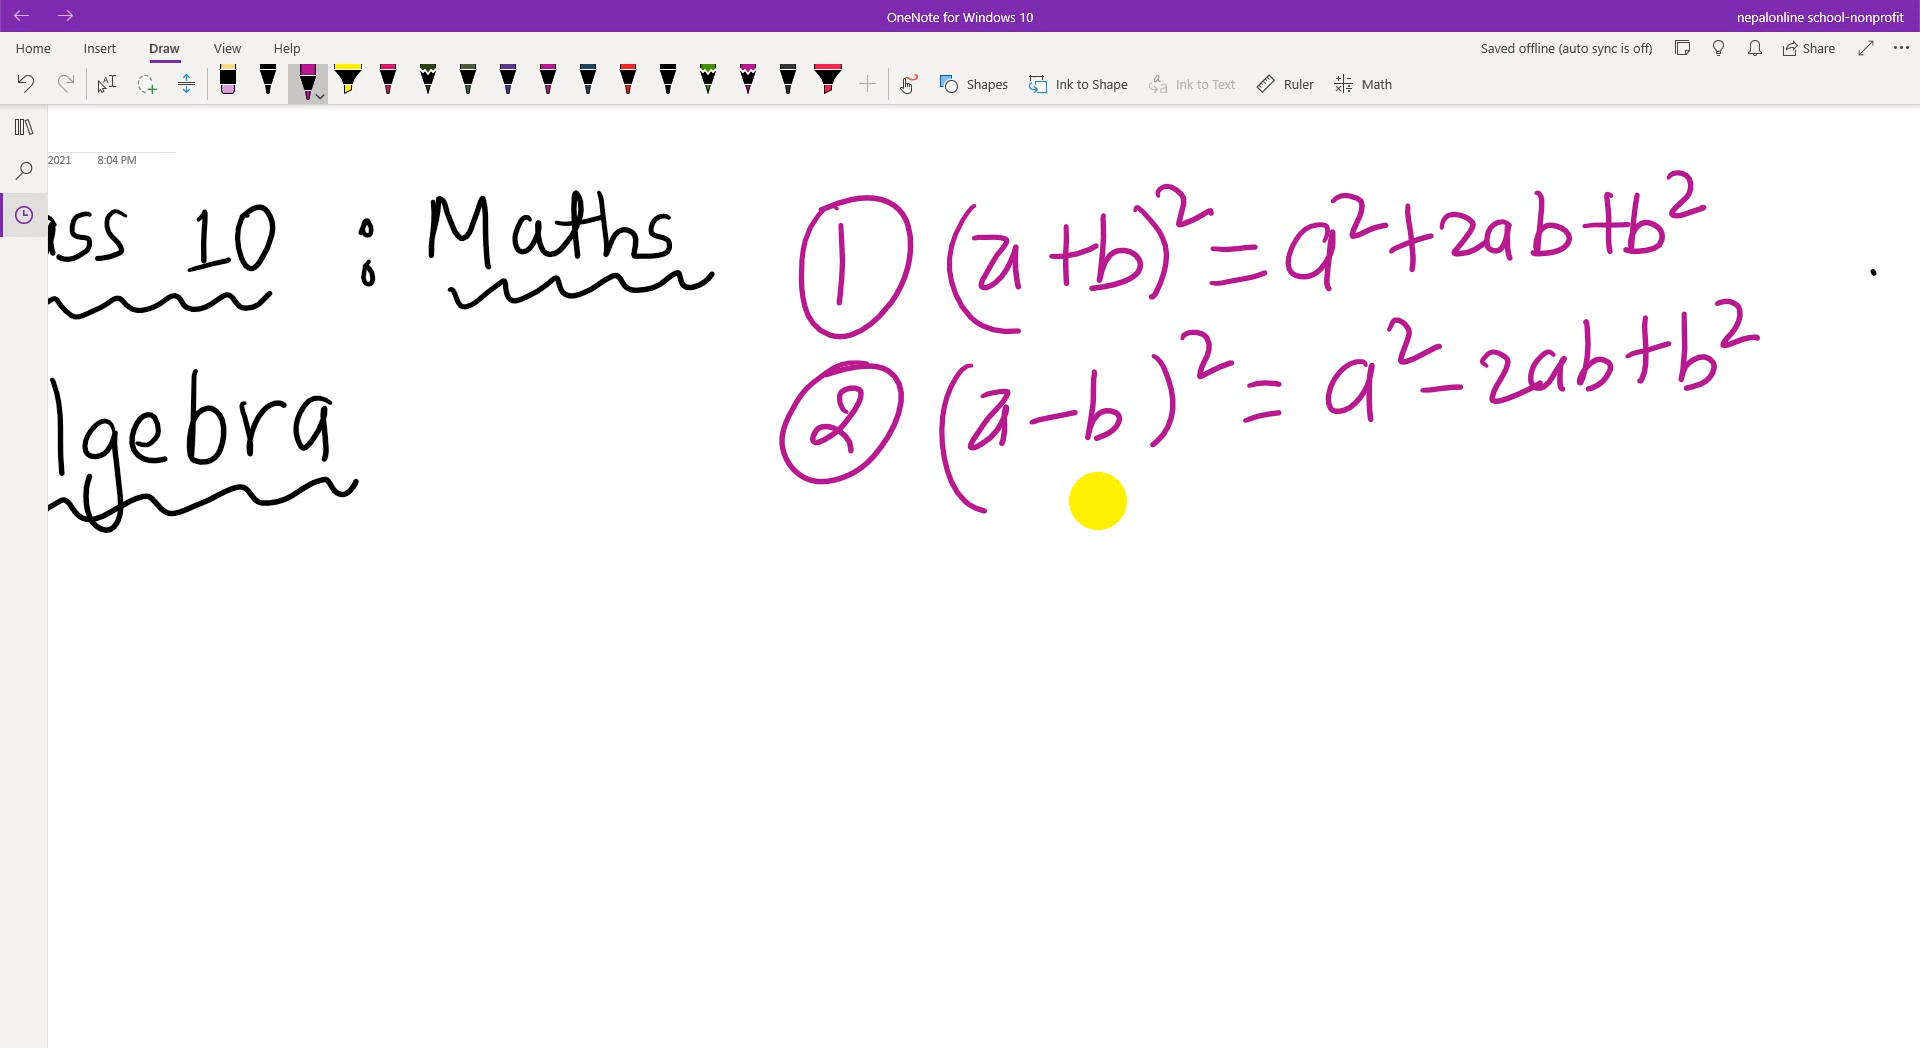 OneNote for Windows 10
nepalonline school-nonprofit
Home Insert Draw View Help
Saved offline (auto sync is off) Share
Shapes Ink to Shape Ink to Text Ruler Math
2021 8:04 PM
ass 10 : Maths
lgebra
① (a+b)² = a²+2ab+b²
② (a-b)² = a²-2ab+b²